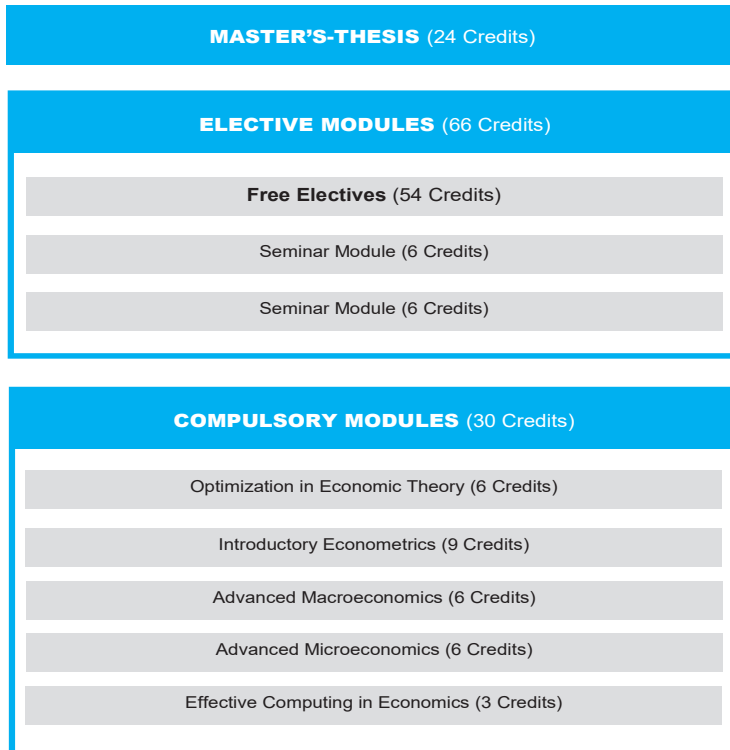 MASTER’S-THESIS (24 Credits)
ELECTIVE MODULES (66 Credits)
Free Electives (54 Credits)
Seminar Module (6 Credits)
Seminar Module (6 Credits)
COMPULSORY MODULES (30 Credits)
Optimization in Economic Theory (6 Credits)
Introductory Econometrics (9 Credits)
Advanced Macroeconomics (6 Credits)
Advanced Microeconomics (6 Credits)
Effective Computing in Economics (3 Credits)